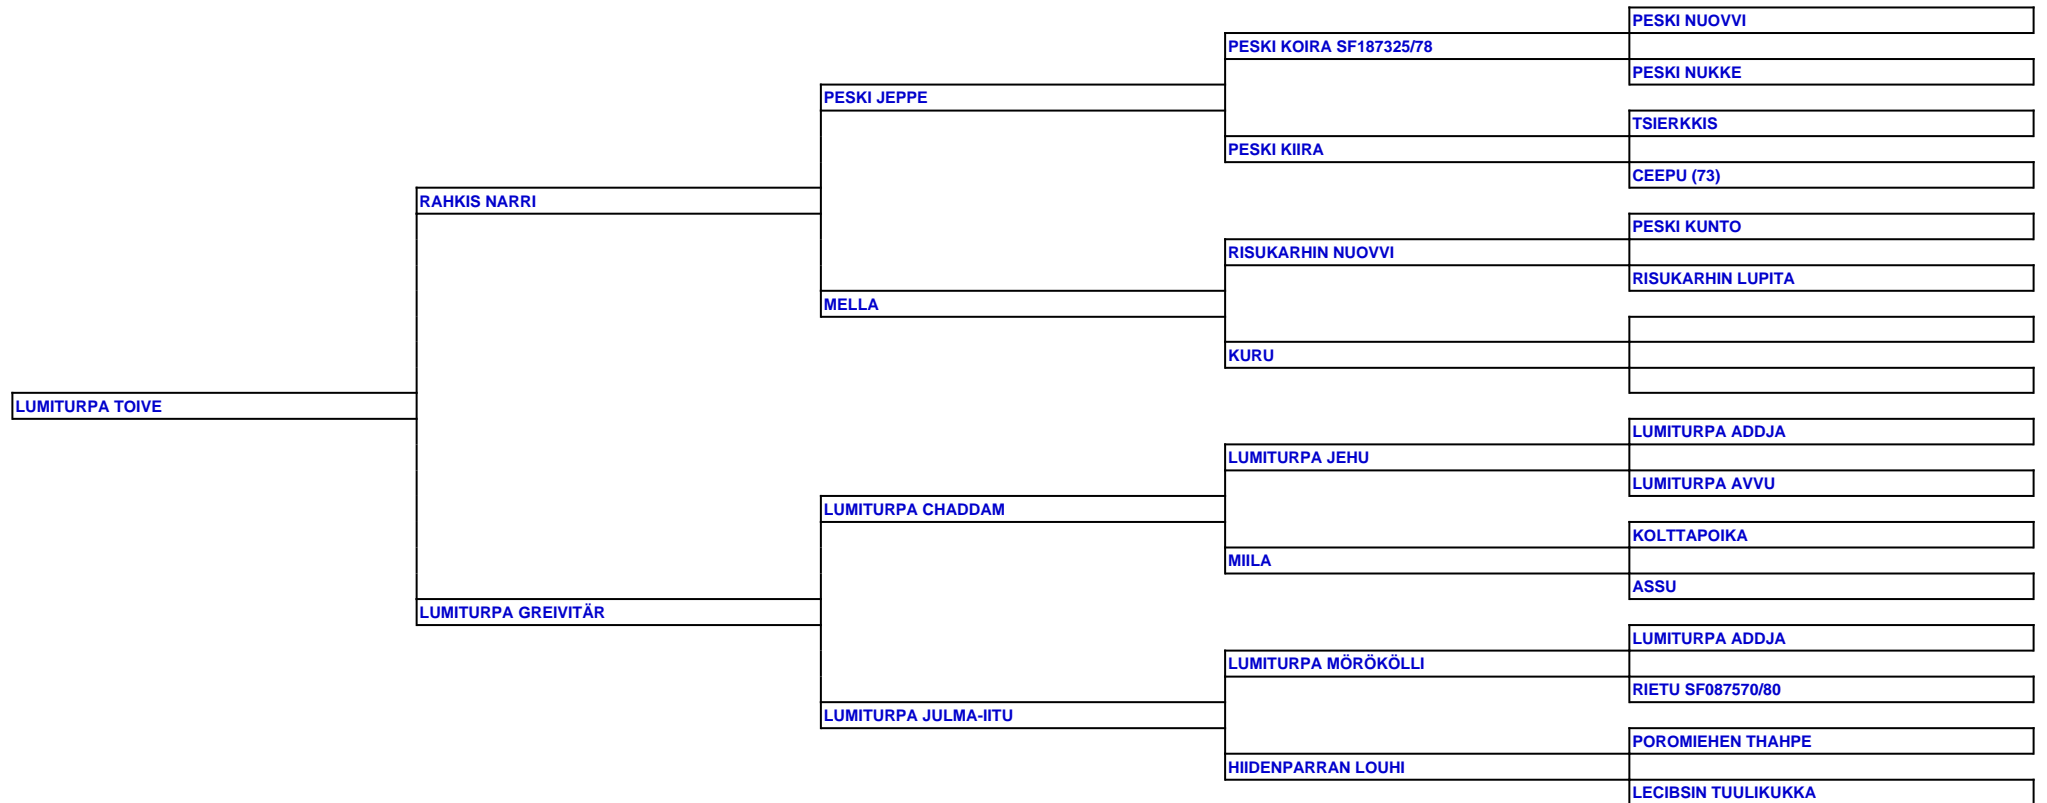 PESKI NUOVVI
PESKI KOIRA SF187325/78
PESKI NUKKE
PESKI JEPPE
TSIERKKIS
PESKI KIIRA
CEEPU (73)
RAHKIS NARRI
PESKI KUNTO
RISUKARHIN NUOVVI
RISUKARHIN LUPITA
MELLA
KURU
LUMITURPA TOIVE
LUMITURPA ADDJA
LUMITURPA JEHU
LUMITURPA AVVU
LUMITURPA CHADDAM
KOLTTAPOIKA
MIILA
ASSU
LUMITURPA GREIVITÄR
LUMITURPA ADDJA
LUMITURPA MÖRÖKÖLLI
RIETU SF087570/80
LUMITURPA JULMA-IITU
POROMIEHEN THAHPE
HIIDENPARRAN LOUHI
LECIBSIN TUULIKUKKA